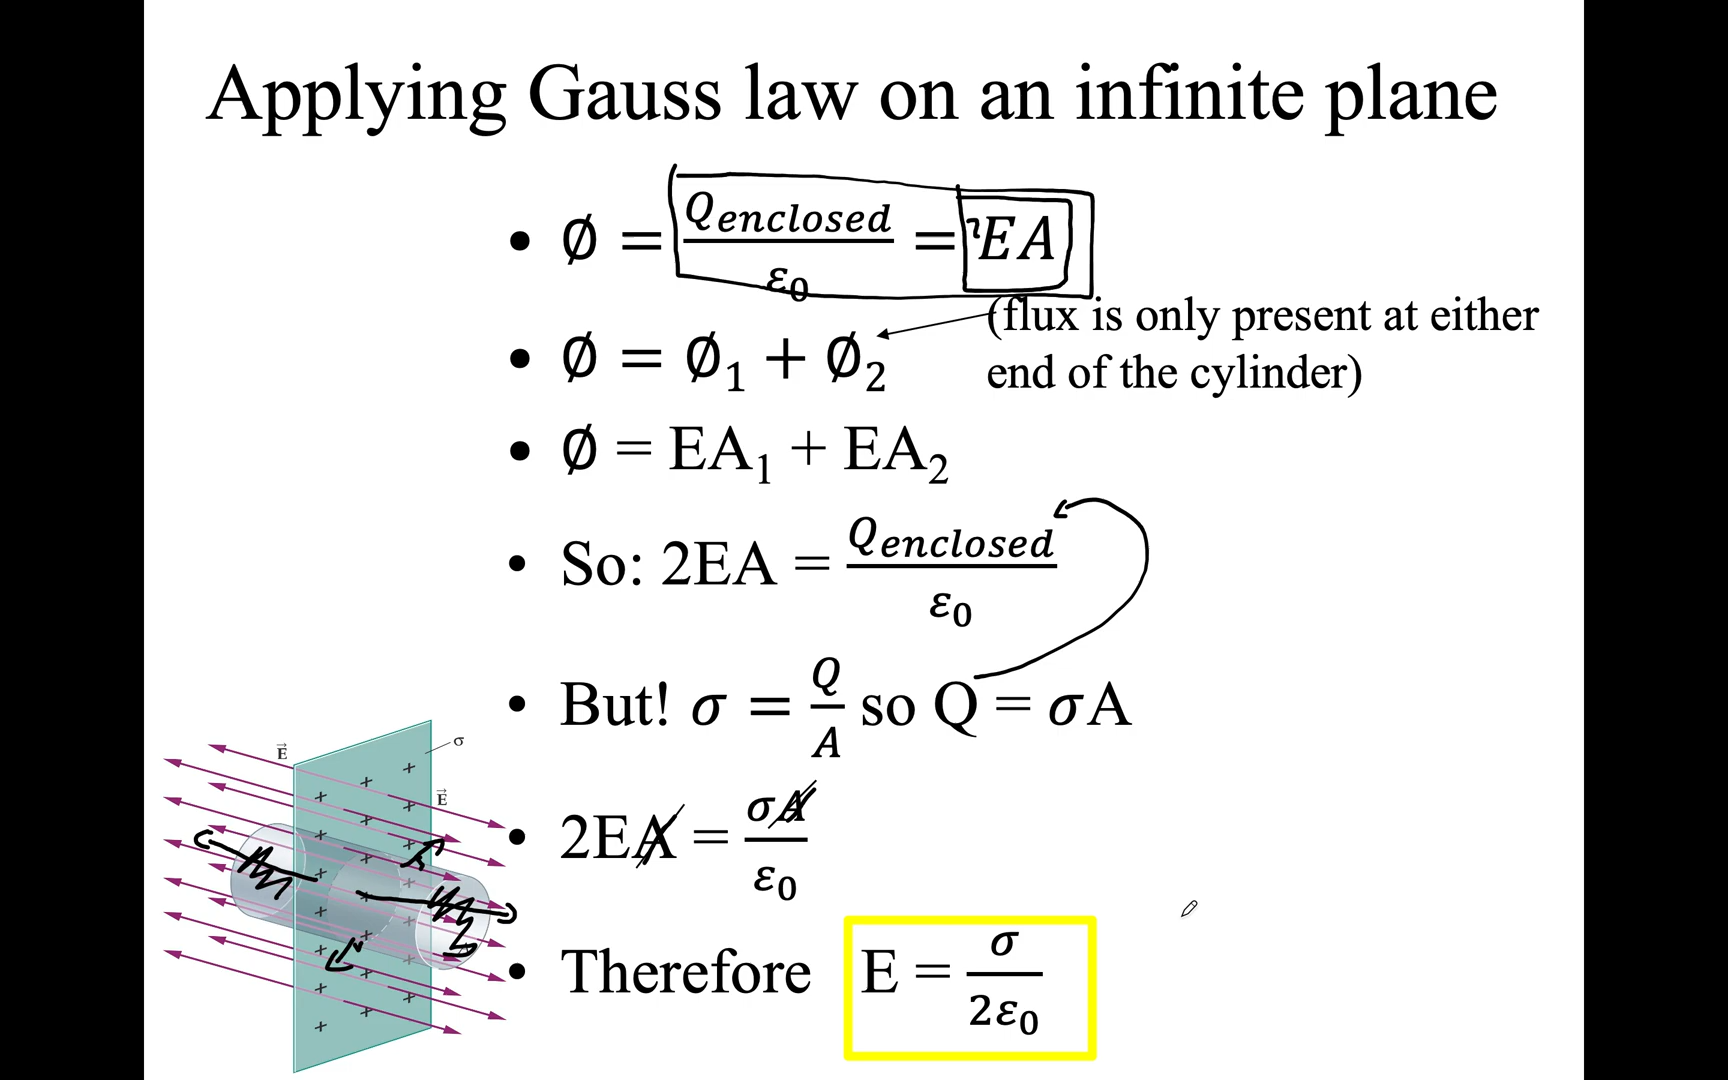 Applying Gauss law on an infinite plane
• ∅ = Q_enclosed / ε₀ = EA
(flux is only present at either
end of the cylinder)
• ∅ = ∅₁ + ∅₂
• ∅ = EA₁ + EA₂
• So: 2EA = Q_enclosed / ε₀
• But! σ = Q/A so Q = σA
• 2EA = σA / ε₀
• Therefore E = σ / 2ε₀
E⃗
σ
E⃗